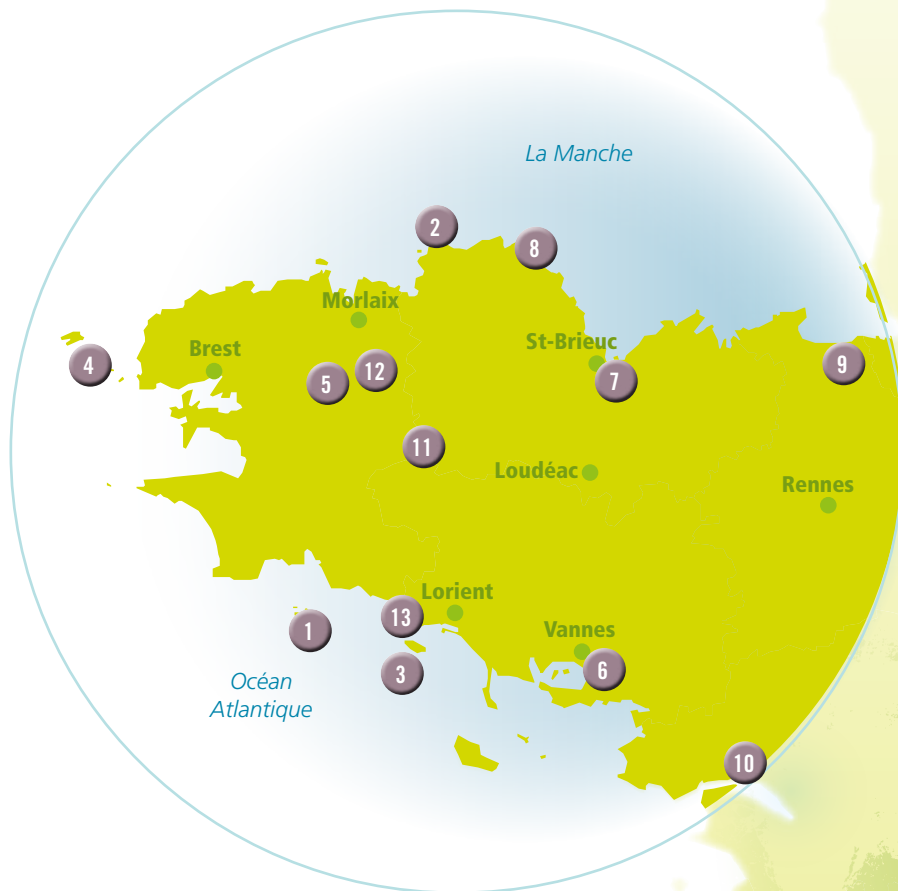 La Manche
2
8
Morlaix
Brest
St-Brieuc
4
5
12
7
9
11
Loudéac
Rennes
Lorient
13
1
Vannes
3
6
Océan
Atlantique
10